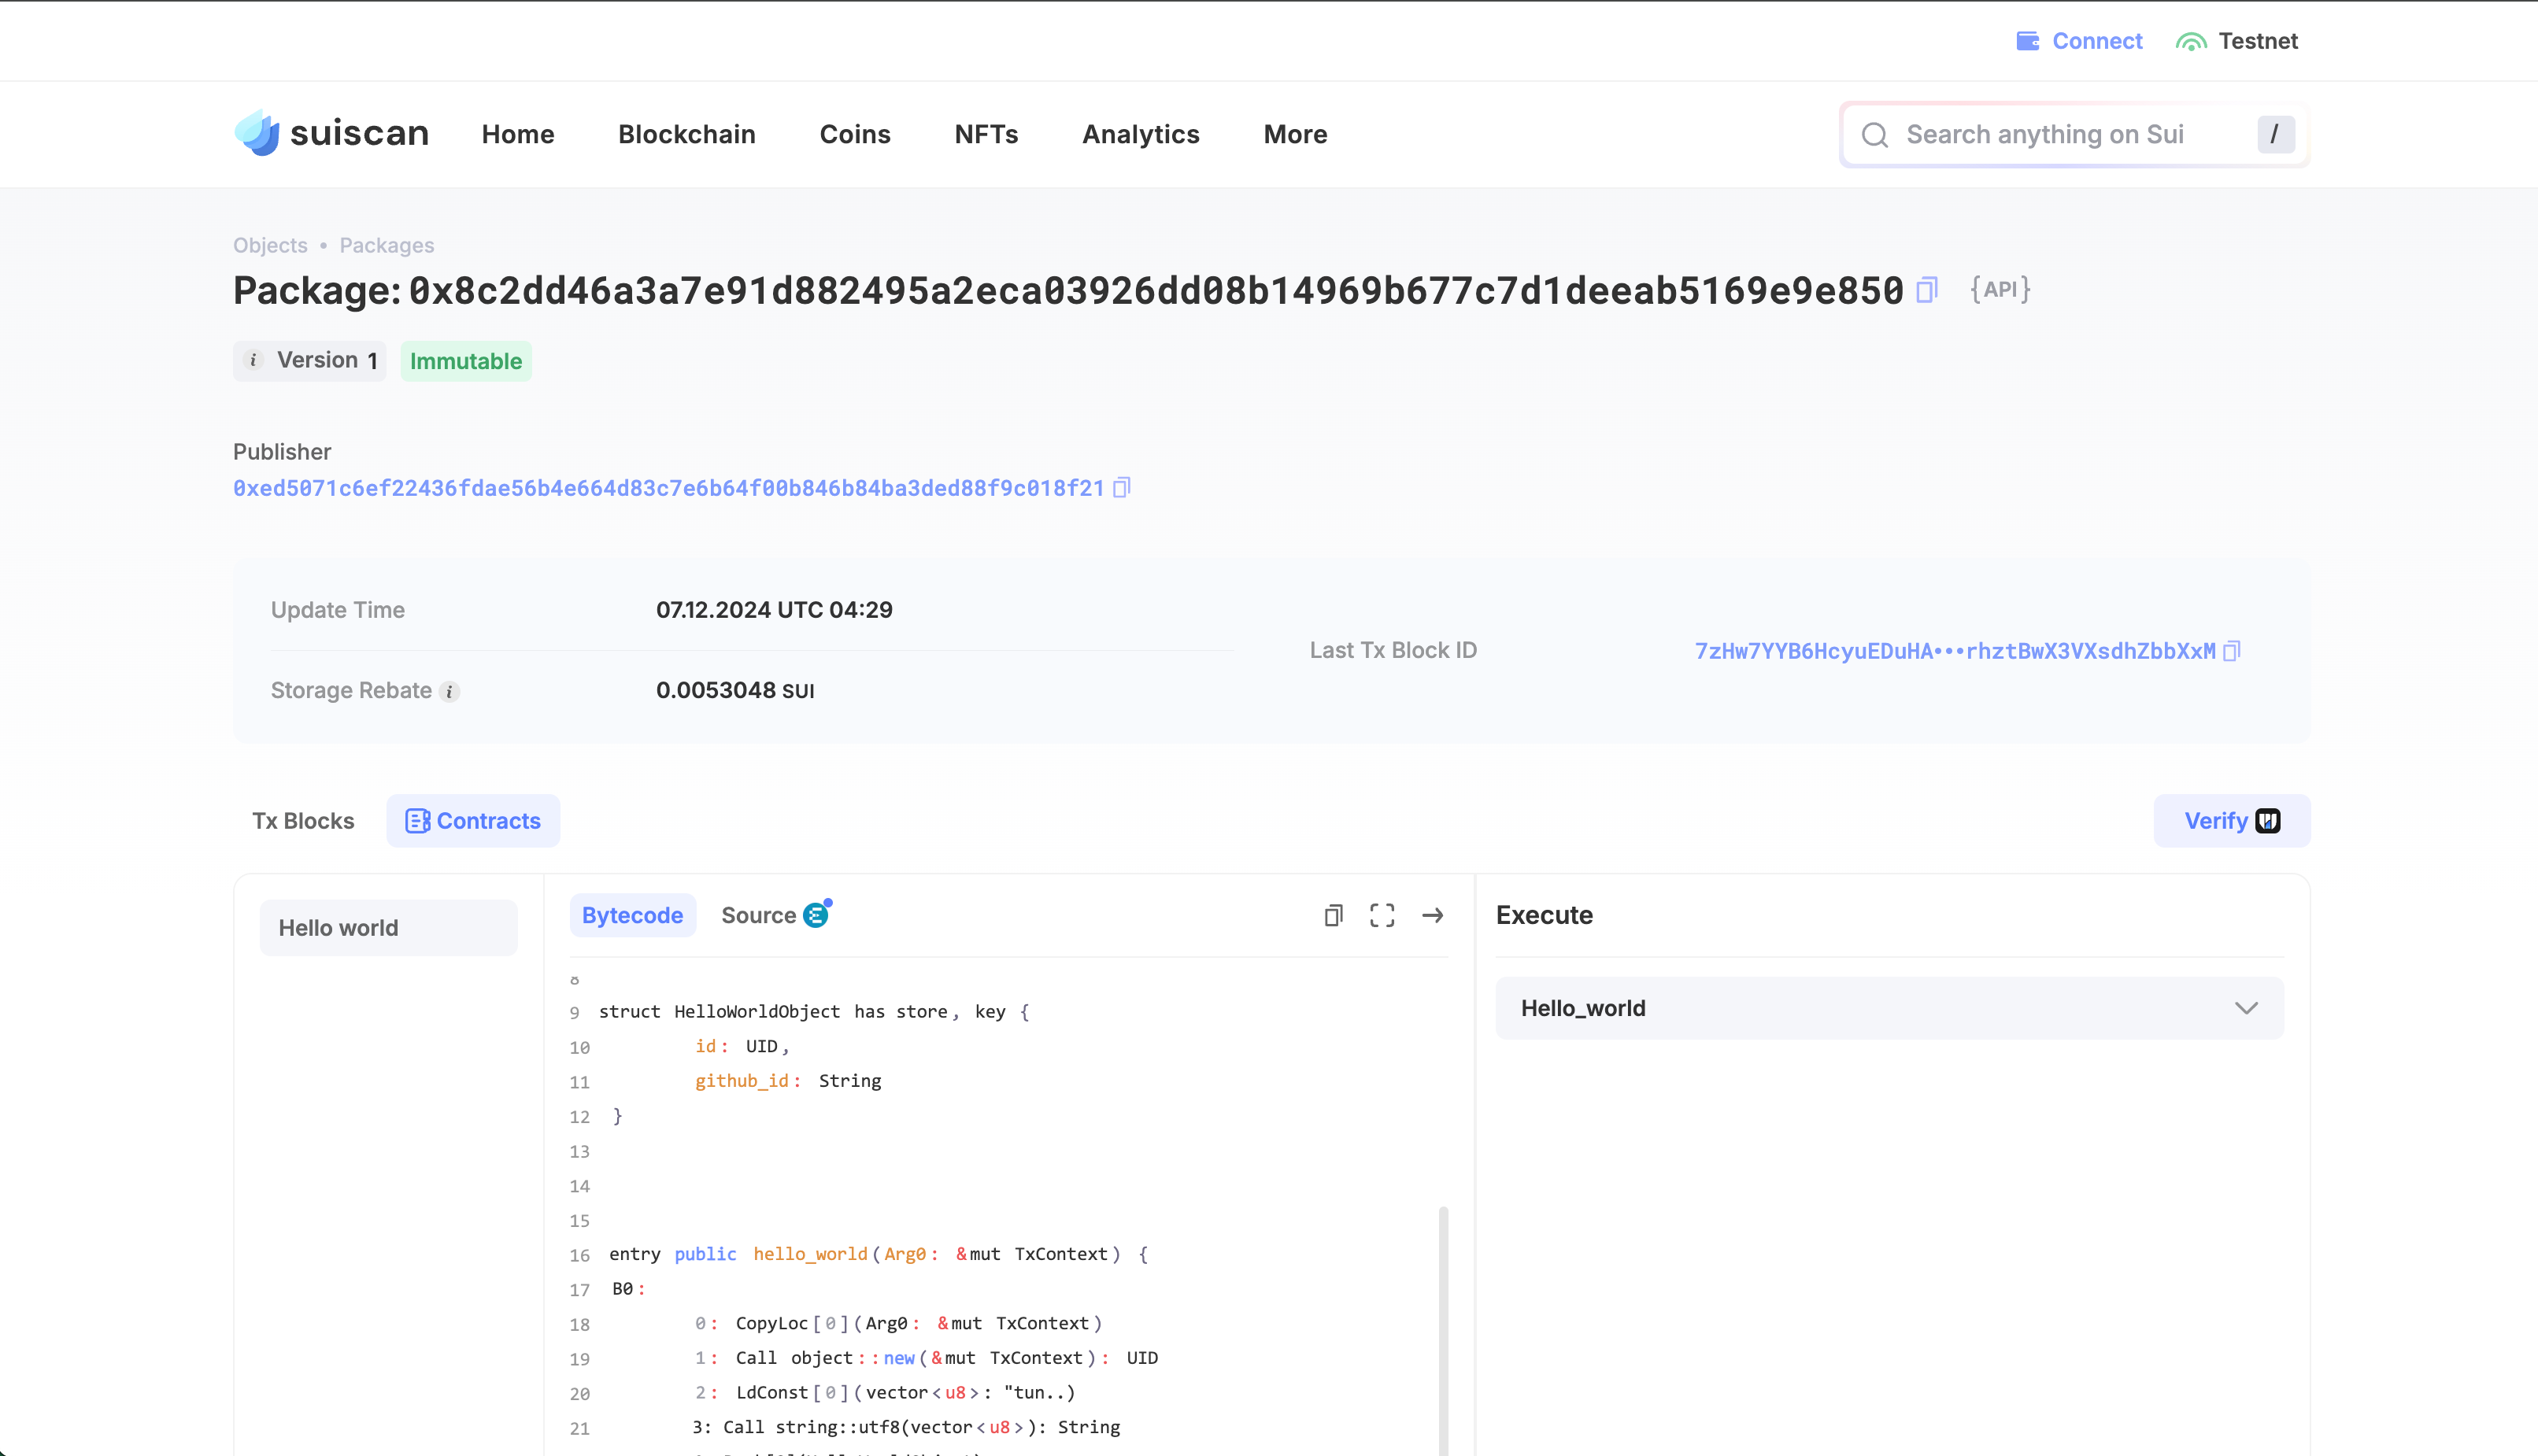 Connect Testnet
suiscan Home Blockchain Coins NFTs Analytics More Search anything on Sui /
Objects • Packages
Package: 0x8c2dd46a3a7e91d882495a2eca03926dd08b14969b677c7d1deeab5169e9e850 {API}
i Version 1 Immutable
Publisher
0xed5071c6ef22436fdae56b4e664d83c7e6b64f00b846b84ba3ded88f9c018f21
Update Time 07.12.2024 UTC 04:29
Last Tx Block ID 7zHw7YYB6HcyuEDuHA•••rhztBwX3VXsdhZbbXxM
Storage Rebate i 0.0053048 SUI
Tx Blocks Contracts Verify
Hello world
Bytecode Source
Execute
Hello_world
8
9 struct HelloWorldObject has store, key {
10 id: UID,
11 github_id: String
12 }
13
14
15
16 entry public hello_world(Arg0: &mut TxContext) {
17 B0:
18 0: CopyLoc[0](Arg0: &mut TxContext)
19 1: Call object::new(&mut TxContext): UID
20 2: LdConst[0](vector<u8>: "tun..)
21 3: Call string::utf8(vector<u8>): String